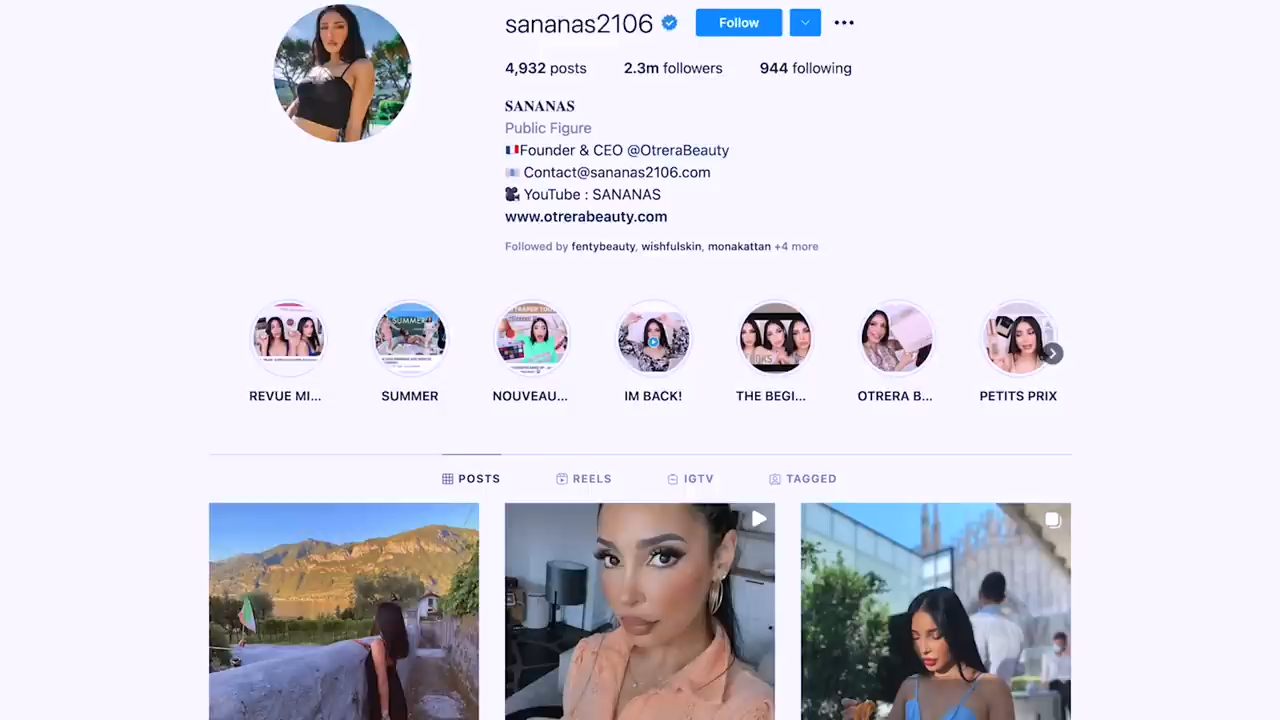 sananas2106 Follow
4,932 posts 2.3m followers 944 following
SANANAS
Public Figure
🇫🇷Founder & CEO @OtreraBeauty
📧 Contact@sananas2106.com
🎥 YouTube : SANANAS
www.otrerabeauty.com
Followed by fentybeauty, wishfulskin, monakattan +4 more
SUMMER
REVUE MI... SUMMER NOUVEAU... IM BACK! THE BEGI... OTRERA B... PETITS PRIX
POSTS REELS IGTV TAGGED